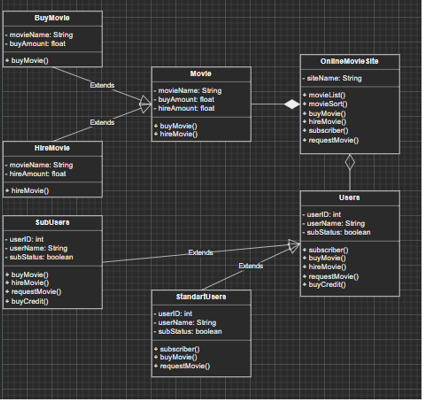 BuyMovie
- movieName: String
- buyAmount: float
+ buyMovie()
Extends
Movie
- movieName: String
- buyAmount: float
- hireAmount: float
+ buyMovie()
+ hireMovie()
OnlineMovieSite
- siteName: String
+ movieList()
+ movieSort()
+ buyMovie()
+ hireMovie()
+ subscriber()
+ requestMovie()
Extends
HireMovie
- movieName: String
- hireAmount: float
+ hireMovie()
Users
- userID: int
- userName: String
- subStatus: boolean
+ subscriber()
+ buyMovie()
+ hireMovie()
+ requestMovie()
+ buyCredit()
SubUsers
- userID: int
- userName: String
- subStatus: boolean
+ buyMovie()
+ hireMovie()
+ requestMovie()
+ buyCredit()
Extends
Extends
StandartUsers
- userID: int
- userName: String
- subStatus: boolean
+ subscriber()
+ buyMovie()
+ requestMovie()